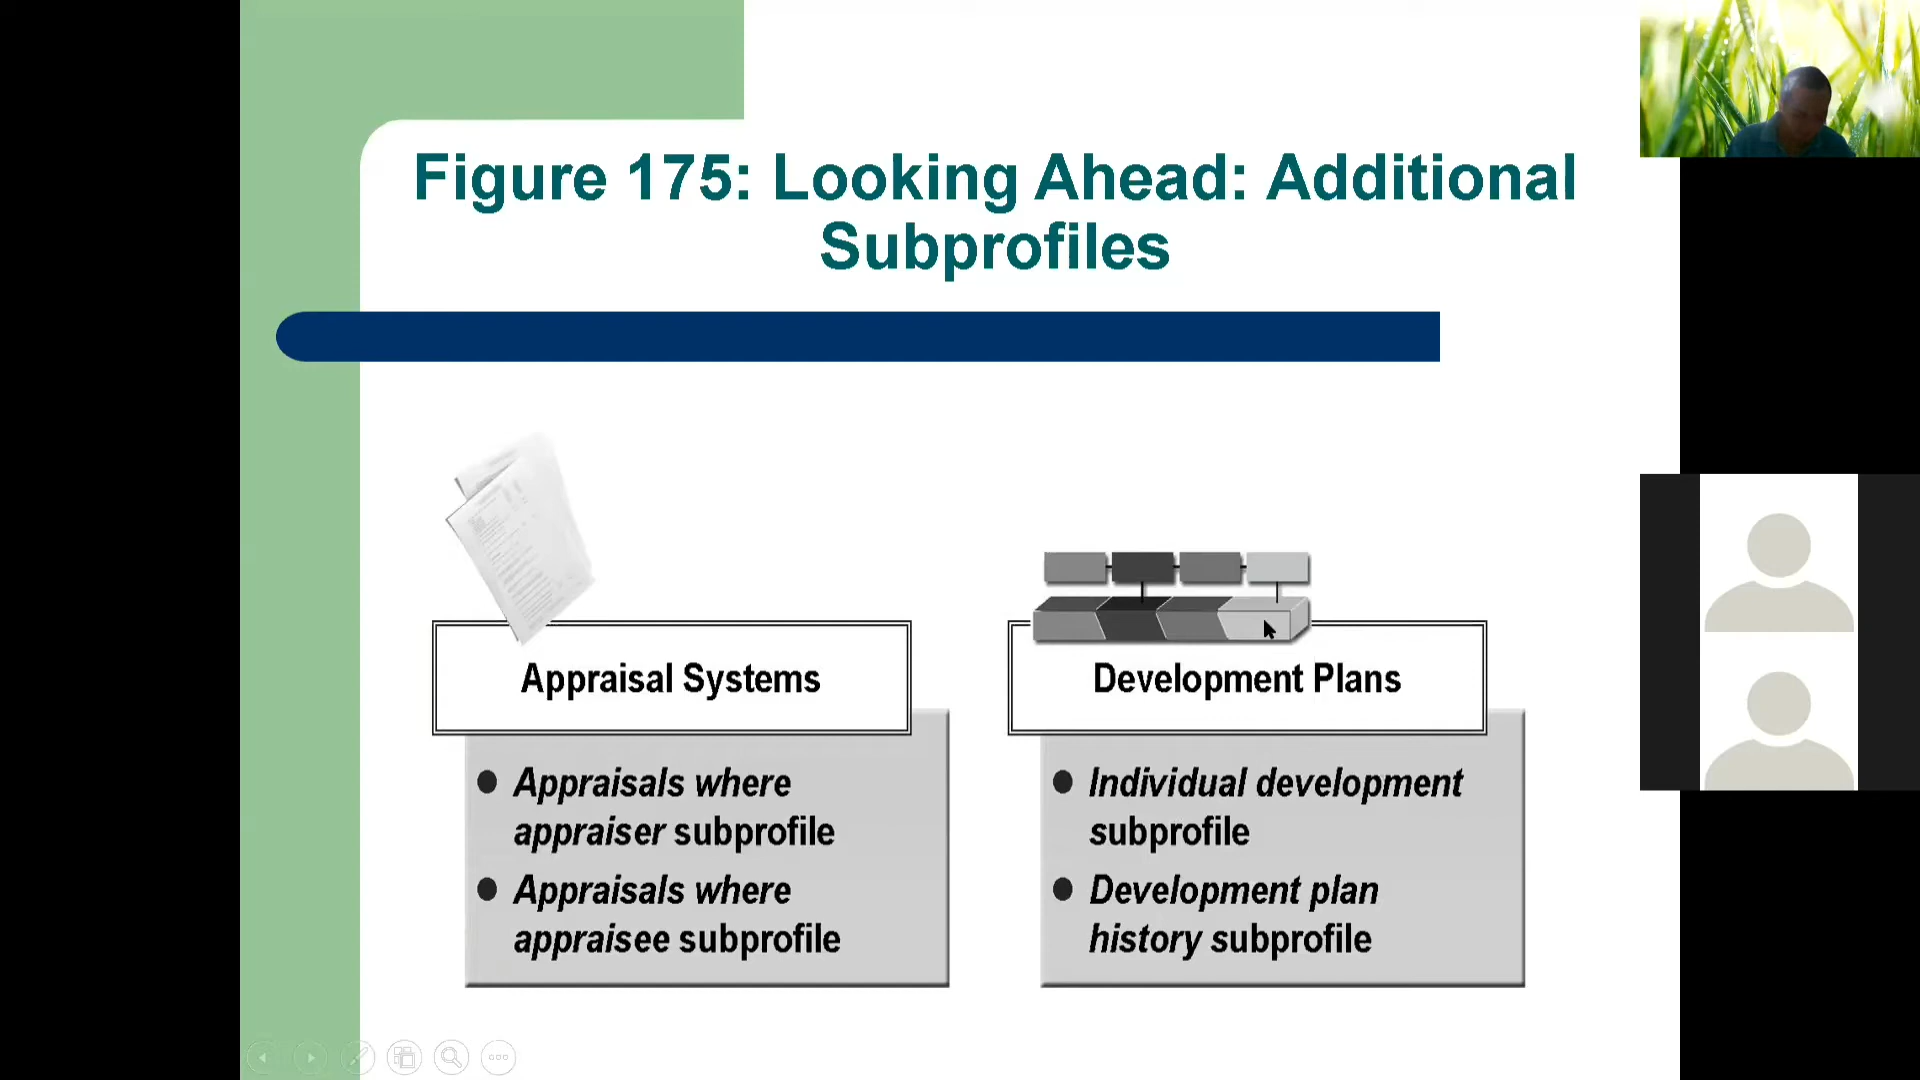 Figure 175: Looking Ahead: Additional
Subprofiles
Appraisal Systems
Appraisals where
appraiser subprofile
Appraisals where
appraisee subprofile
Development Plans
Individual development
subprofile
Development plan
history subprofile